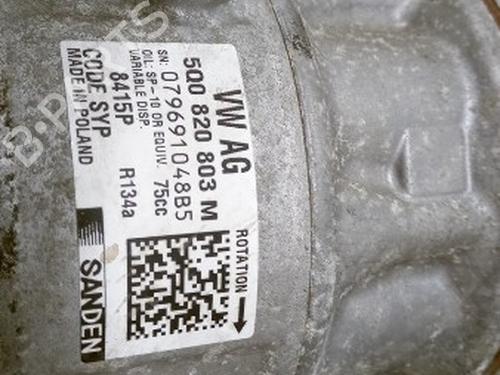 VW AG
5Q0 820 803 M
SN: 079691048B5
OIL: SP-10 OR EQUIV. 75cc
VARIABLE DISP.
CODE SYP
8415P R134a
MADE IN POLAND
ROTATION
SANDEN
B-PARTS